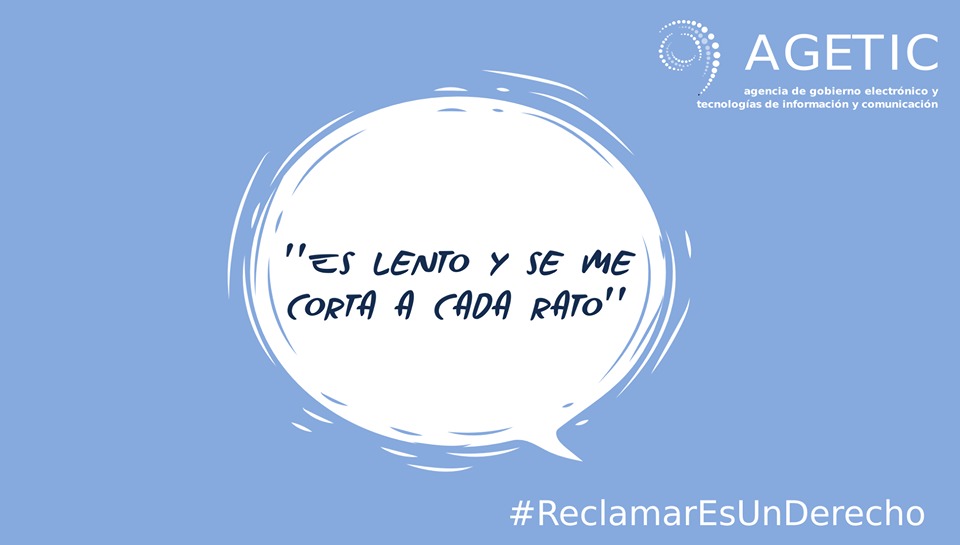 AGETIC
agencia de gobierno electrónico y
tecnologías de información y comunicación
"ES LENTO Y SE ME
CORTA A CADA RATO"
#ReclamarEsUnDerecho